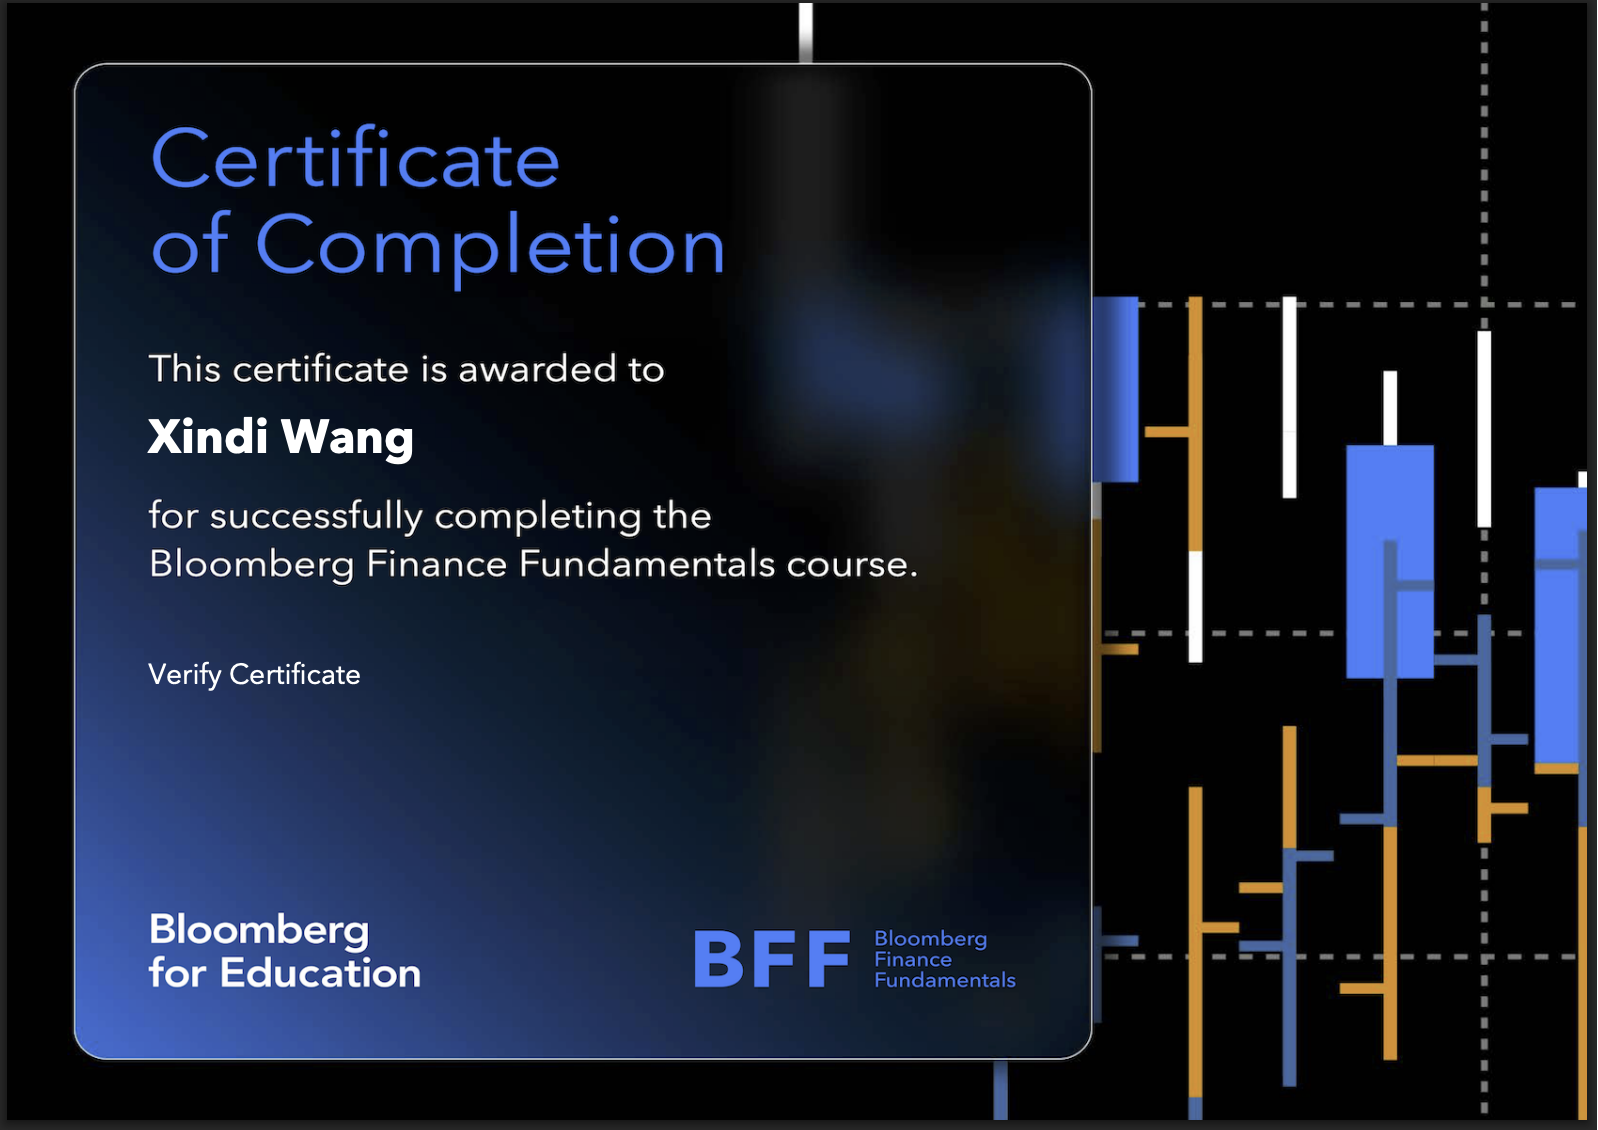 Certificate
of Completion
This certificate is awarded to
Xindi Wang
for successfully completing the
Bloomberg Finance Fundamentals course.
Verify Certificate
Bloomberg
for Education
BFF
Bloomberg
Finance
Fundamentals